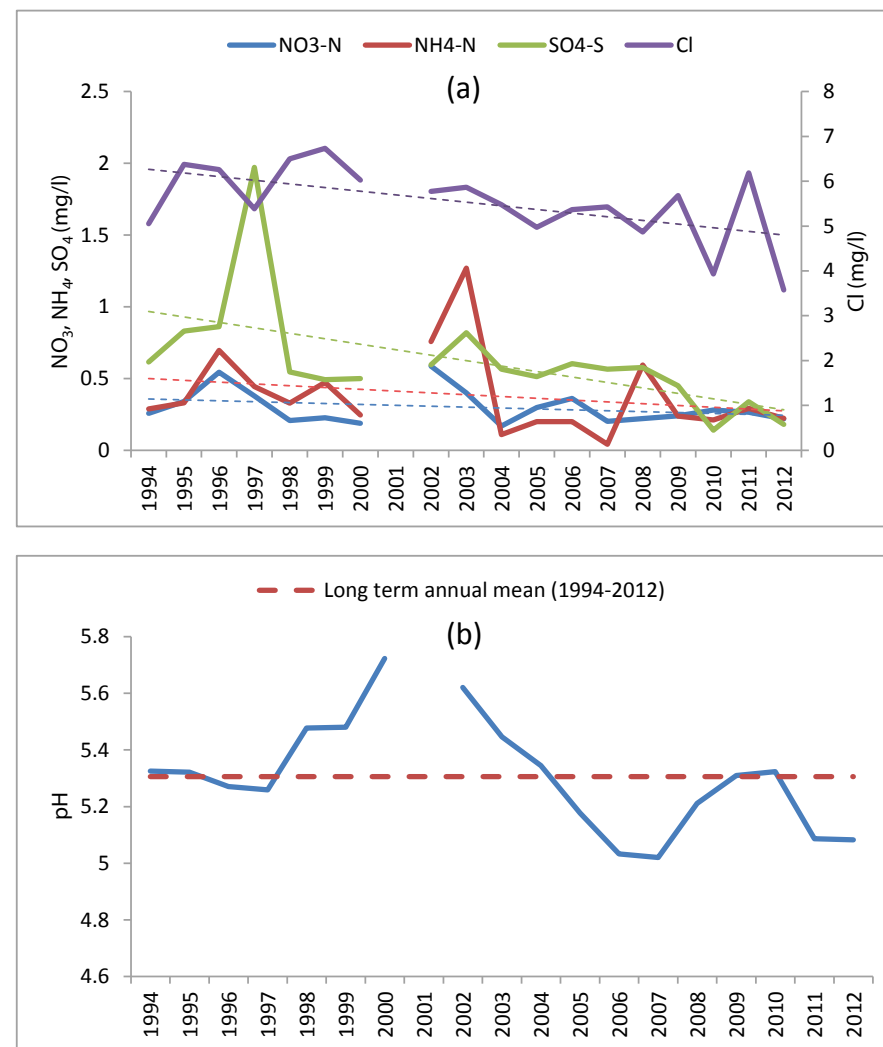 NO3-N NH4-N SO4-S Cl
(a)
NO₃, NH₄, SO₄ (mg/l)
2.5
2
1.5
1
0.5
0
8
7
6
5
4
3
2
1
0
Cl (mg/l)
1994 1995 1996 1997 1998 1999 2000 2001 2002 2003 2004 2005 2006 2007 2008 2009 2010 2011 2012
Long term annual mean (1994-2012)
(b)
pH
5.8
5.6
5.4
5.2
5
4.8
4.6
1994 1995 1996 1997 1998 1999 2000 2001 2002 2003 2004 2005 2006 2007 2008 2009 2010 2011 2012